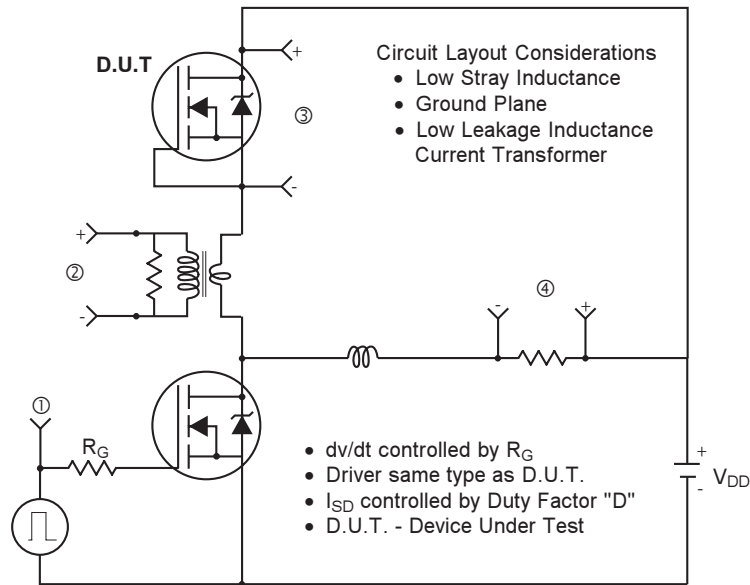 D.U.T
+
③
-
Circuit Layout Considerations
• Low Stray Inductance
• Ground Plane
• Low Leakage Inductance
Current Transformer
+
②
-
④
- +
①
R_G
• dv/dt controlled by R_G
• Driver same type as D.U.T.
• I_SD controlled by Duty Factor "D"
• D.U.T. - Device Under Test
+
V_DD
-